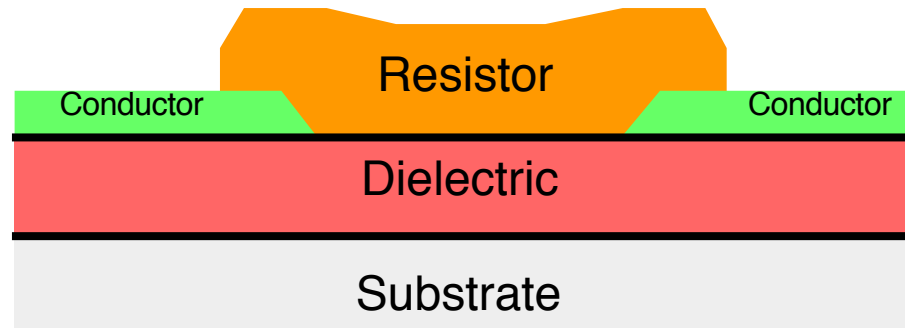 Resistor
Conductor
Conductor
Dielectric
Substrate